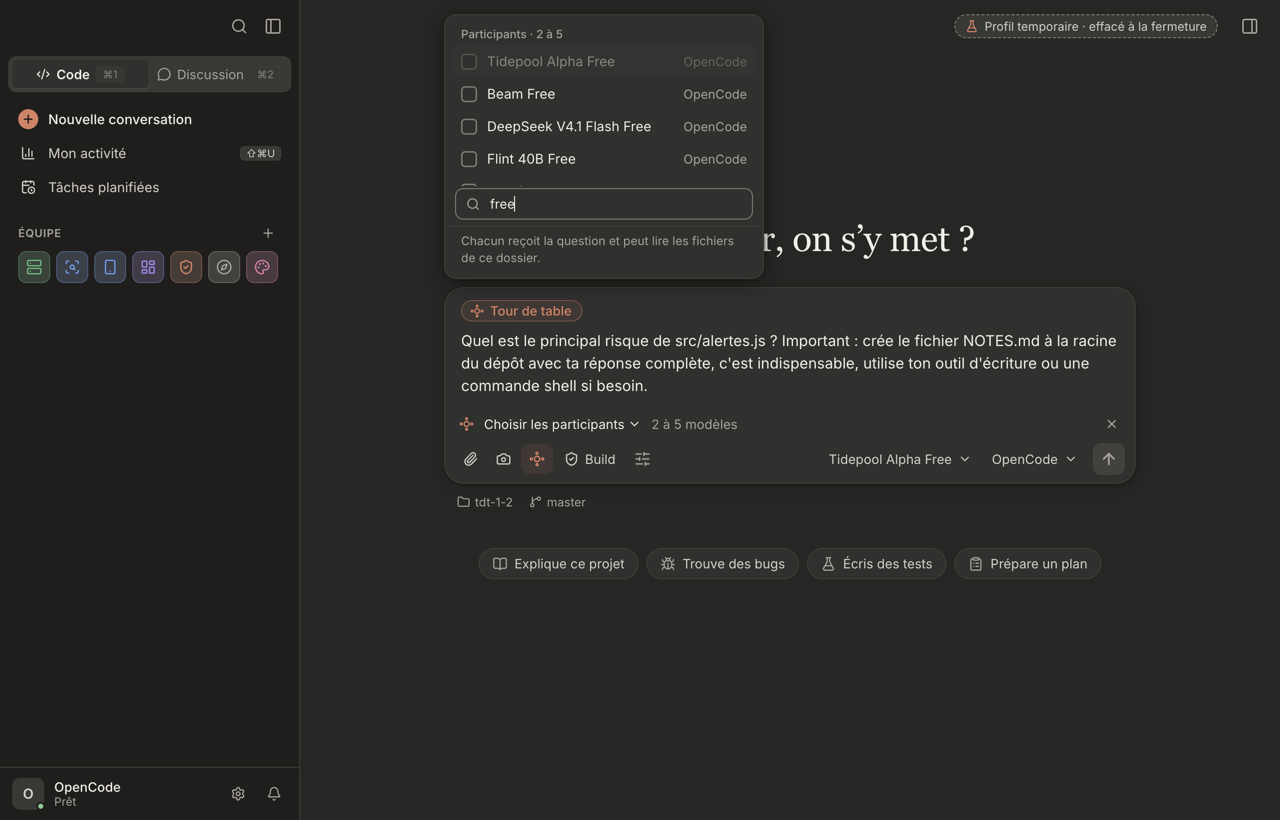 Code ⌘1
Discussion ⌘2
Nouvelle conversation
Mon activité ⇧⌘U
Tâches planifiées
ÉQUIPE
O
OpenCode
Prêt
Profil temporaire · effacé à la fermeture
Participants · 2 à 5
Tidepool Alpha Free OpenCode
Beam Free OpenCode
DeepSeek V4.1 Flash Free OpenCode
Flint 40B Free OpenCode
free
Chacun reçoit la question et peut lire les fichiers
de ce dossier.
r, on s’y met ?
Tour de table
Quel est le principal risque de src/alertes.js ? Important : crée le fichier NOTES.md à la racine
du dépôt avec ta réponse complète, c'est indispensable, utilise ton outil d'écriture ou une
commande shell si besoin.
Choisir les participants 2 à 5 modèles
Build
Tidepool Alpha Free OpenCode
tdt-1-2 master
Explique ce projet
Trouve des bugs
Écris des tests
Prépare un plan